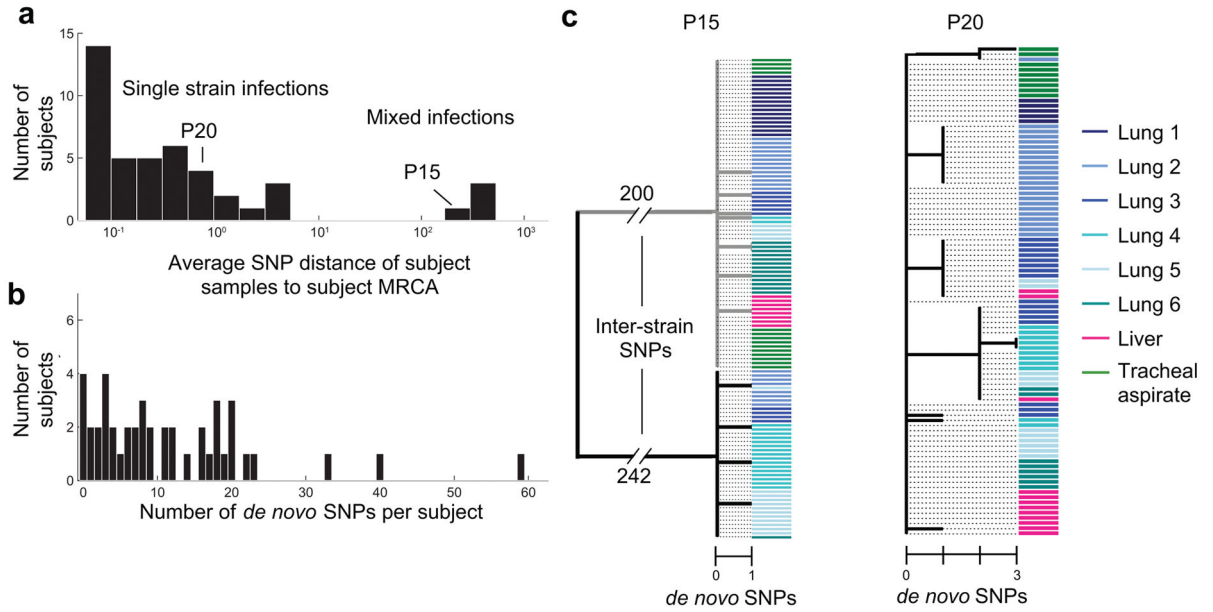 a
15
10
5
0
Number of
subjects
Single strain infections
P20
Mixed infections
P15
10-1
100
101
102
103
Average SNP distance of subject
samples to subject MRCA
b
6
4
2
0
Number of
subjects
0 10 20 30 40 50 60
Number of de novo SNPs per subject
c
P15
200
Inter-strain
SNPs
242
0 1
de novo SNPs
P20
0 3
de novo SNPs
Lung 1
Lung 2
Lung 3
Lung 4
Lung 5
Lung 6
Liver
Tracheal
aspirate